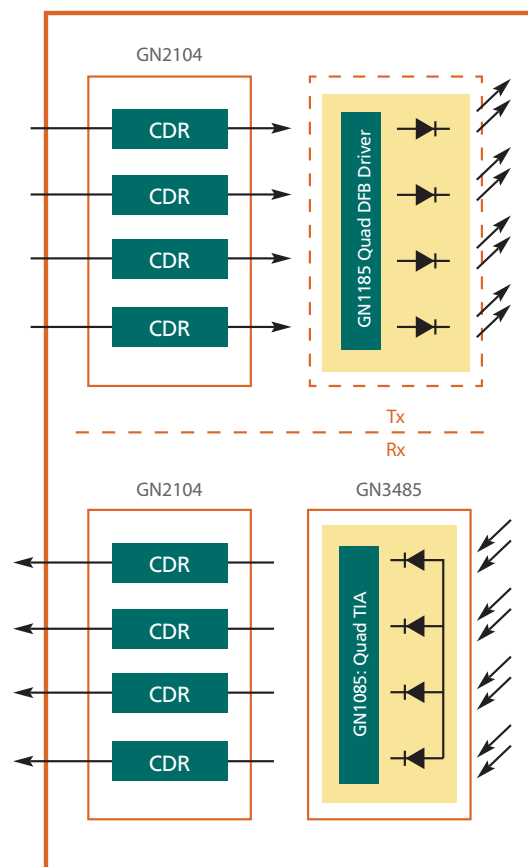 GN2104
CDR
CDR
CDR
CDR
GN1185 Quad DFB Driver
Tx
Rx
GN2104
GN3485
CDR
CDR
CDR
CDR
GN1085: Quad TIA